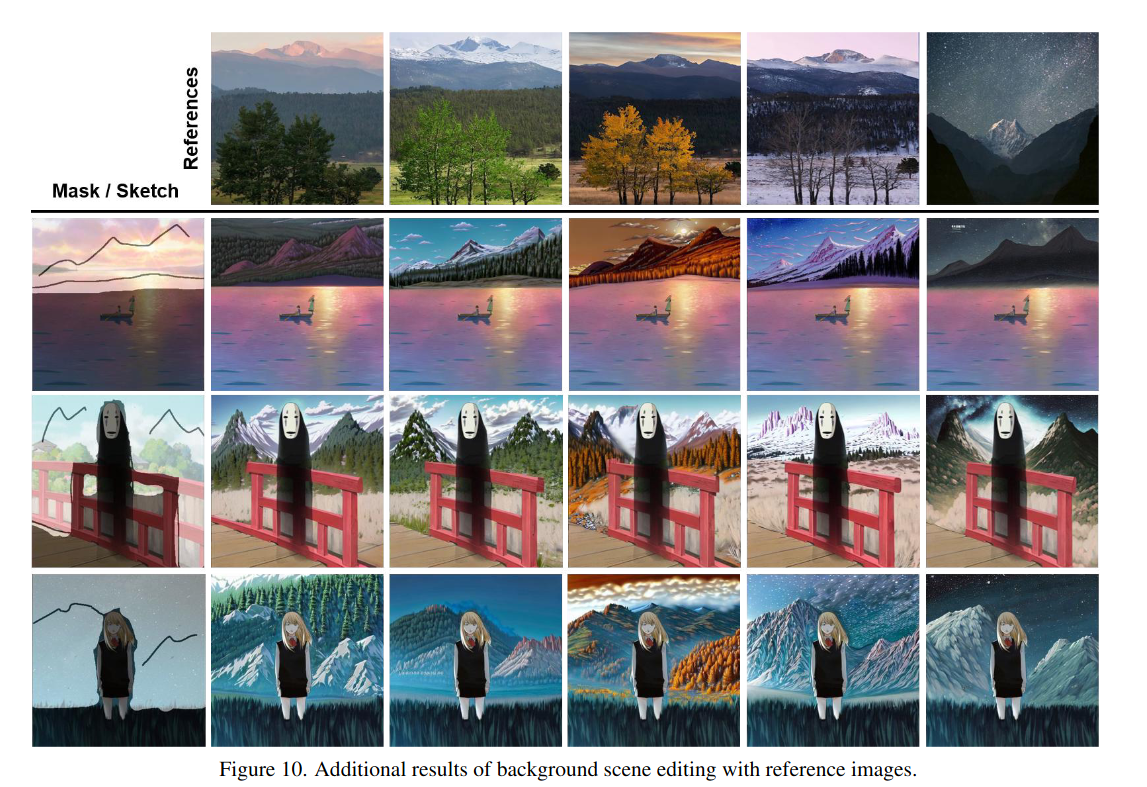 References
Mask / Sketch
Figure 10. Additional results of background scene editing with reference images.